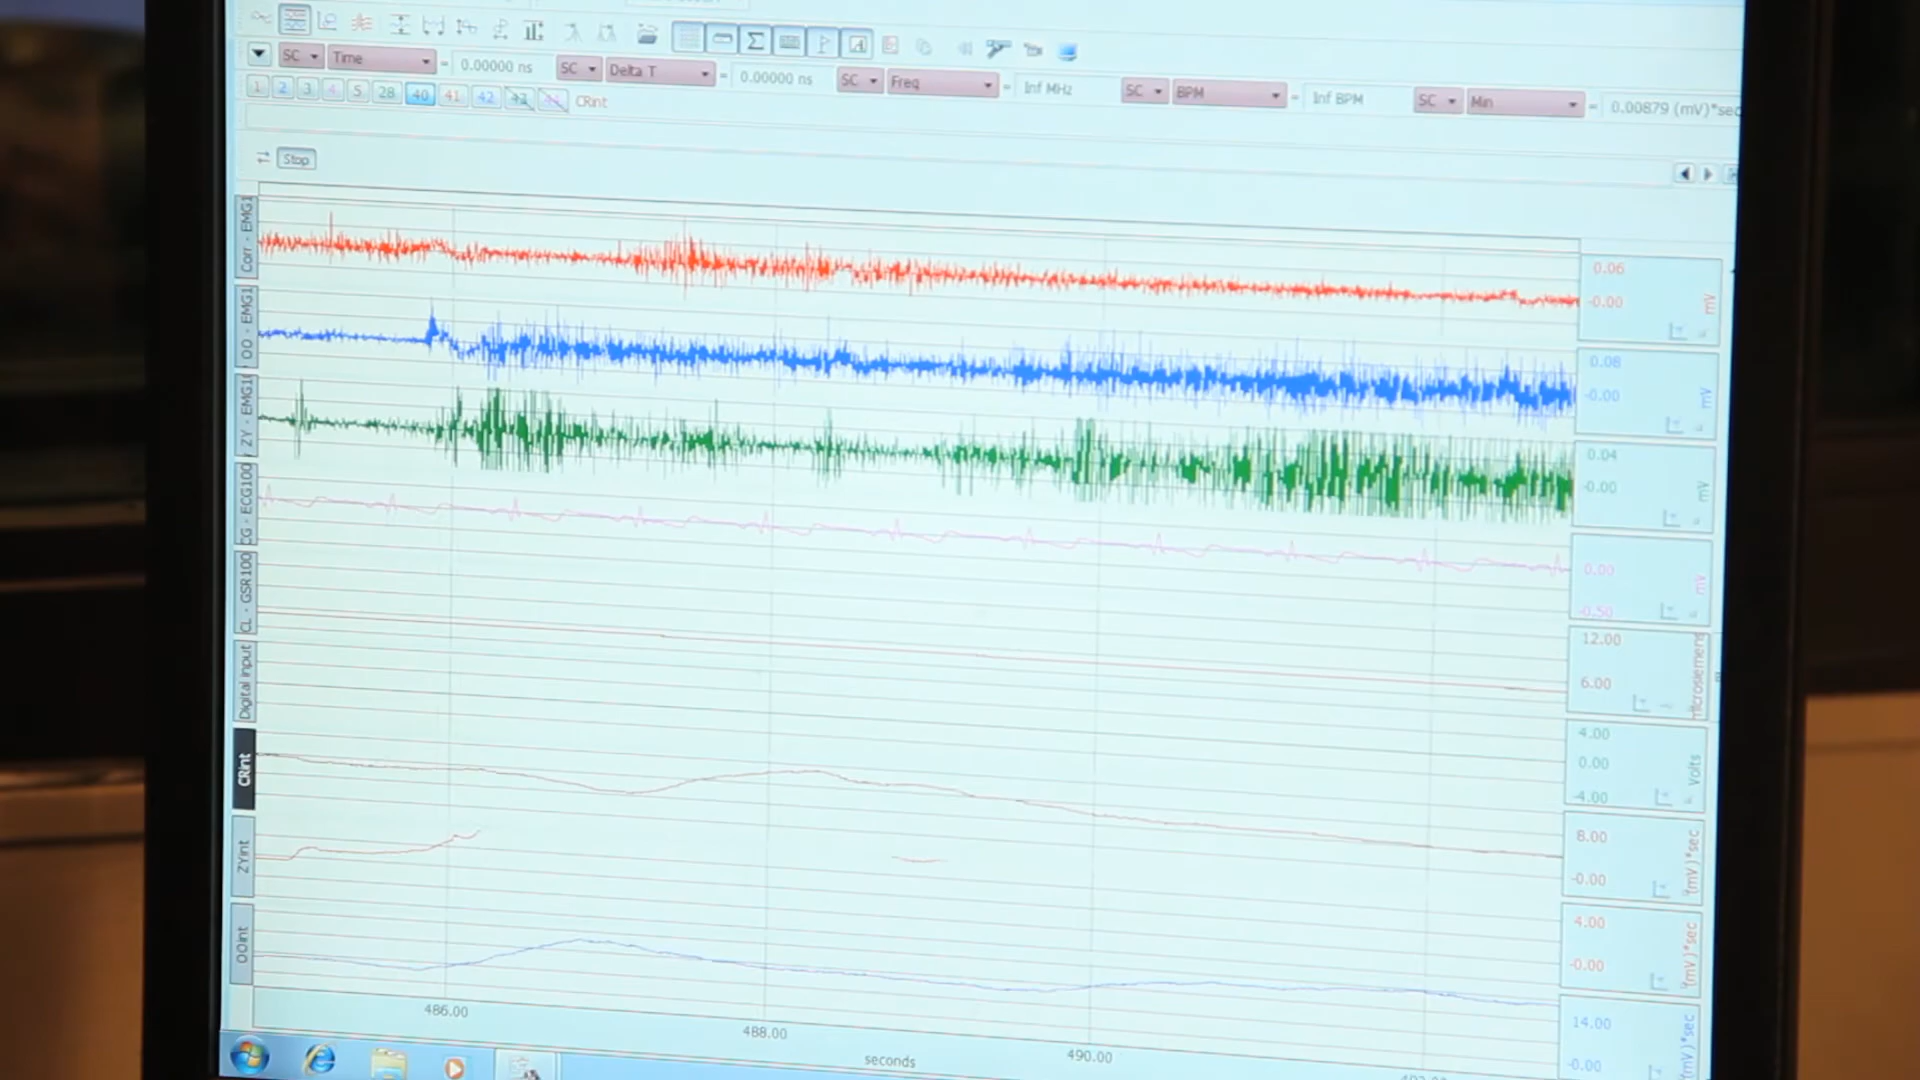 SC Time = 0.00000 ns SC Delta T = 0.00000 ns SC Freq = Inf MHz SC BPM = Inf BPM SC Min = 0.00879 (mV)*sec
1 2 3 4 5 28 40 41 42 43 44 CRint
Stop
Corr - EMG1
0.06
-0.00
mV
OO - EMG1
0.08
-0.00
mV
ZY - EMG1
0.04
-0.00
mV
CG - ECG100
0.00
-0.50
mV
CL - GSR100
12.00
6.00
microsiemens
Digital input
4.00
0.00
-4.00
Volts
CRint
8.00
-0.00
(mV)*sec
ZYint
4.00
-0.00
(mV)*sec
OOint
14.00
-0.00
(mV)*sec
486.00 488.00 490.00
seconds